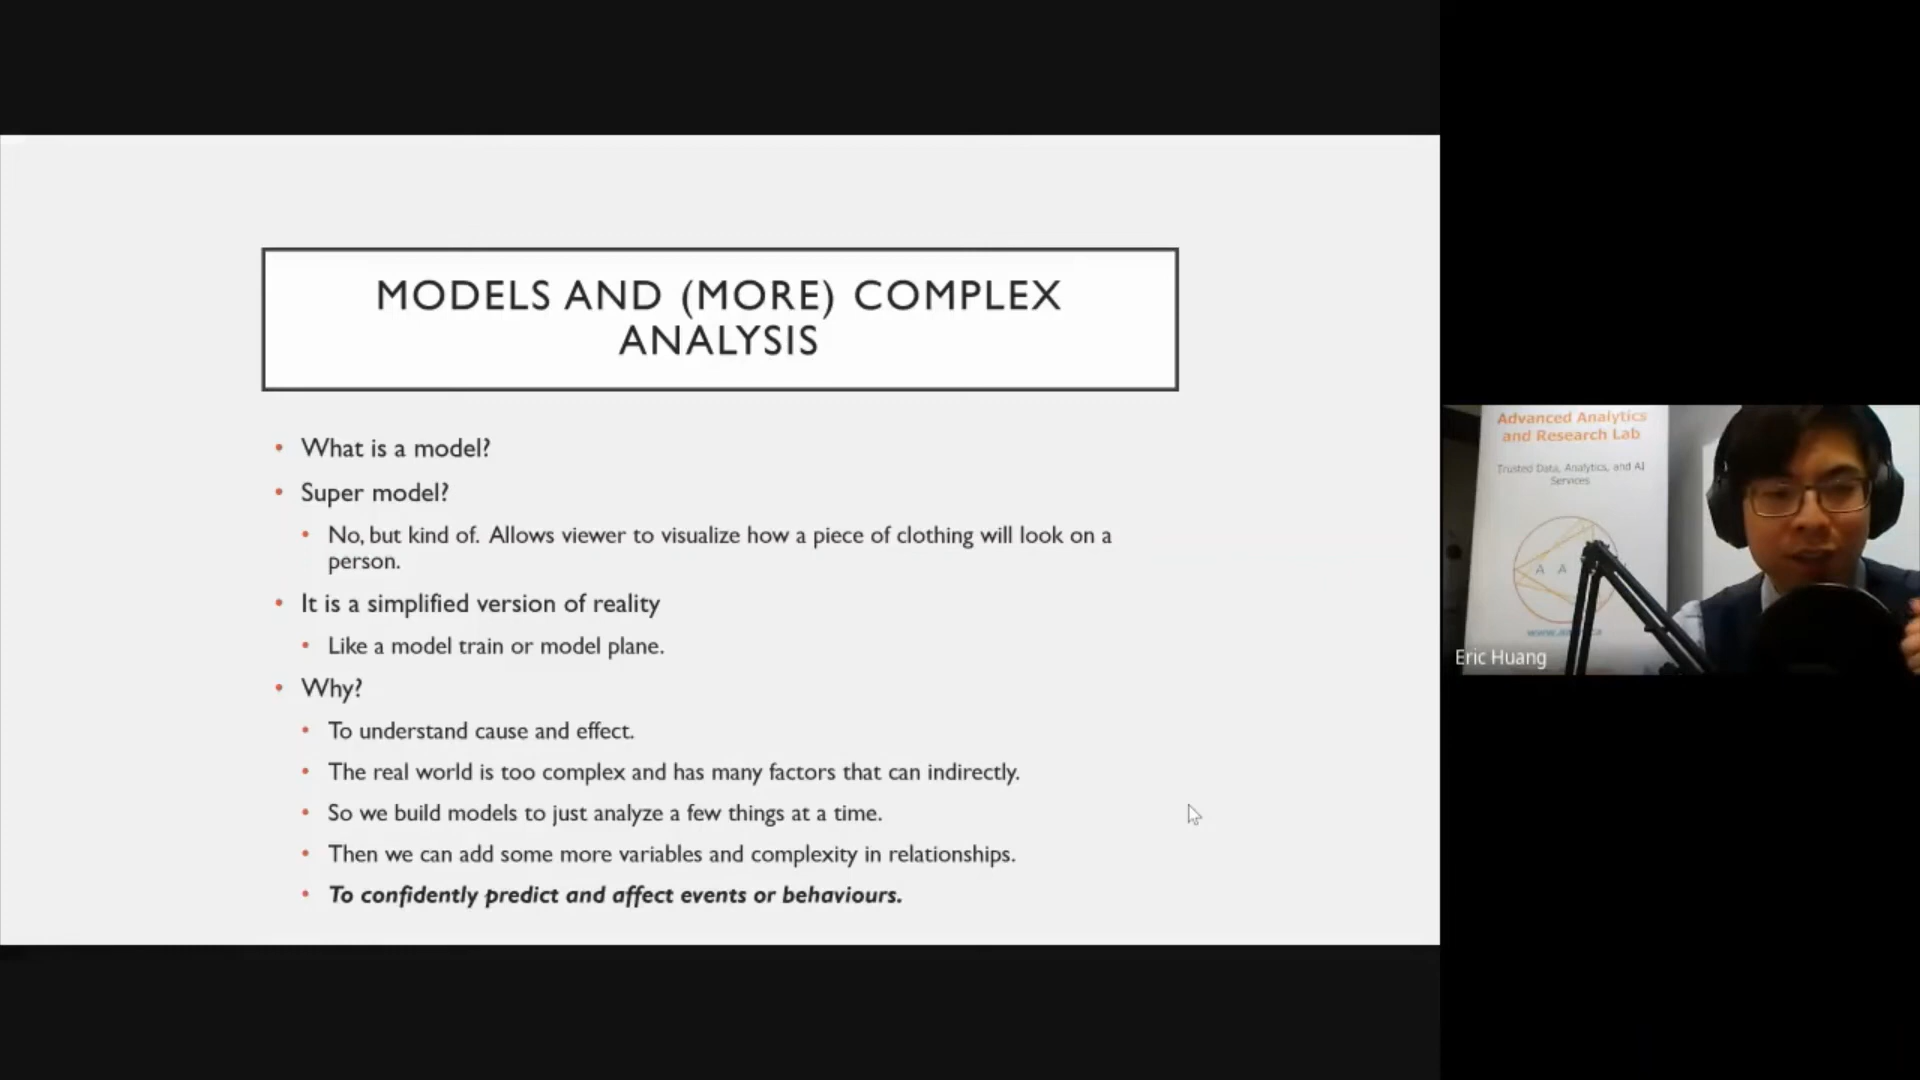 MODELS AND (MORE) COMPLEX
ANALYSIS
What is a model?
Super model?
No, but kind of. Allows viewer to visualize how a piece of clothing will look on a
person.
It is a simplified version of reality
Like a model train or model plane.
Why?
To understand cause and effect.
The real world is too complex and has many factors that can indirectly.
So we build models to just analyze a few things at a time.
Then we can add some more variables and complexity in relationships.
To confidently predict and affect events or behaviours.
Advanced Analytics
and Research Lab
Trusted Data, Analytics, and AI
Services
A A
Eric Huang